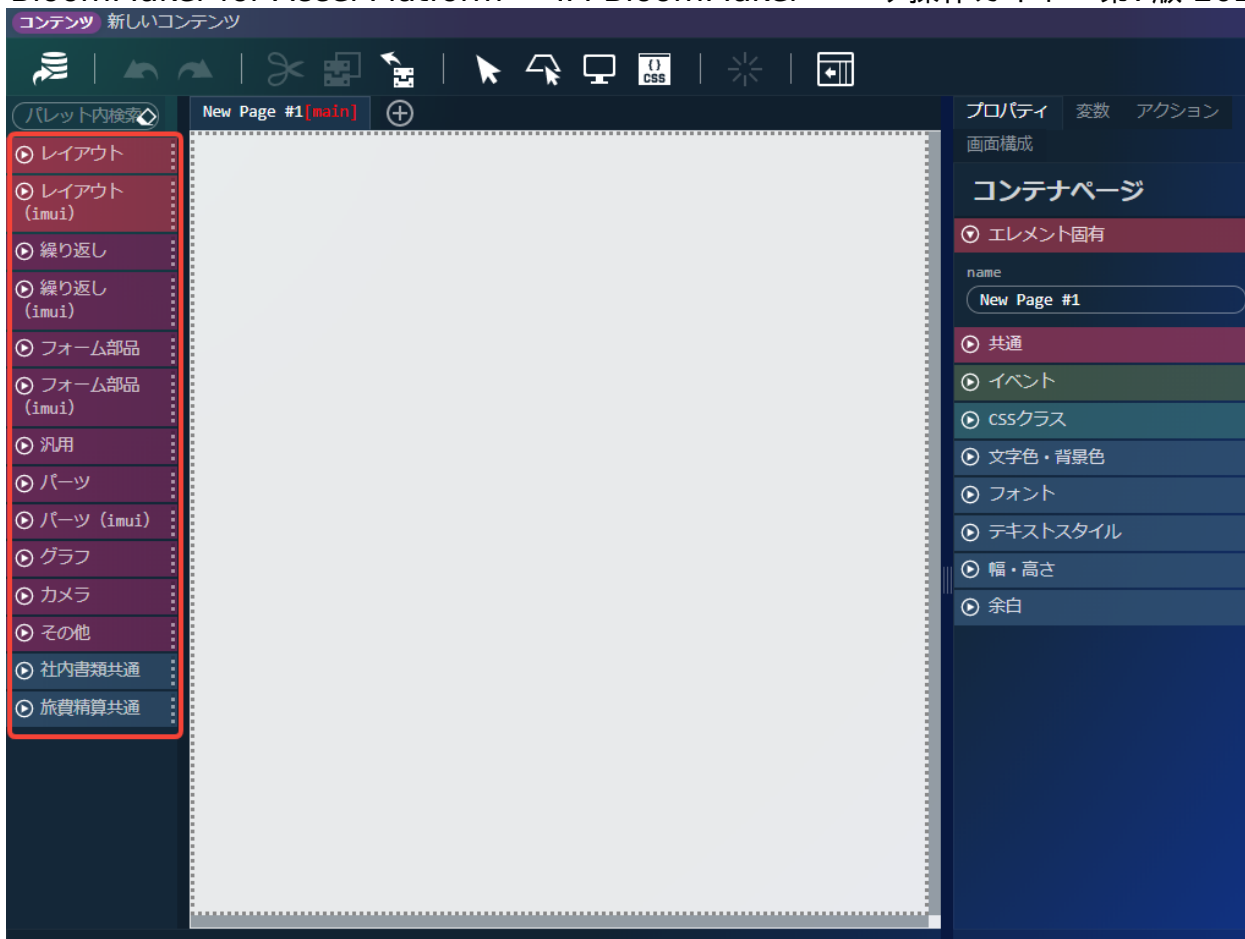 コンテンツ 新しいコンテンツ
{} CSS
パレット内検索
New Page #1[main]
レイアウト
レイアウト
(imui)
繰り返し
繰り返し
(imui)
フォーム部品
フォーム部品
(imui)
汎用
パーツ
パーツ (imui)
グラフ
カメラ
その他
社内書類共通
旅費精算共通
プロパティ 変数 アクション
画面構成
コンテナページ
エレメント固有
name
New Page #1
共通
イベント
CSSクラス
文字色・背景色
フォント
テキストスタイル
幅・高さ
余白